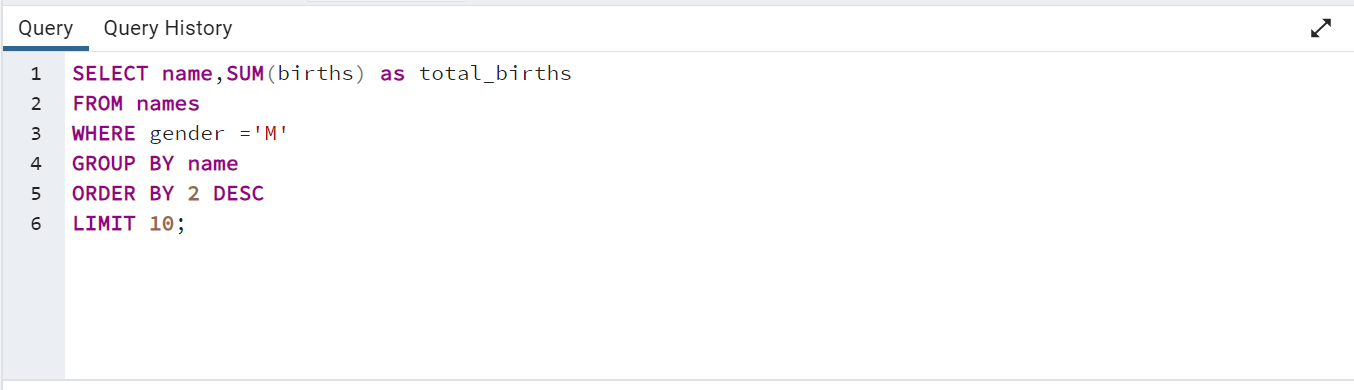 Query Query History
1 SELECT name,SUM(births) as total_births
2 FROM names
3 WHERE gender ='M'
4 GROUP BY name
5 ORDER BY 2 DESC
6 LIMIT 10;